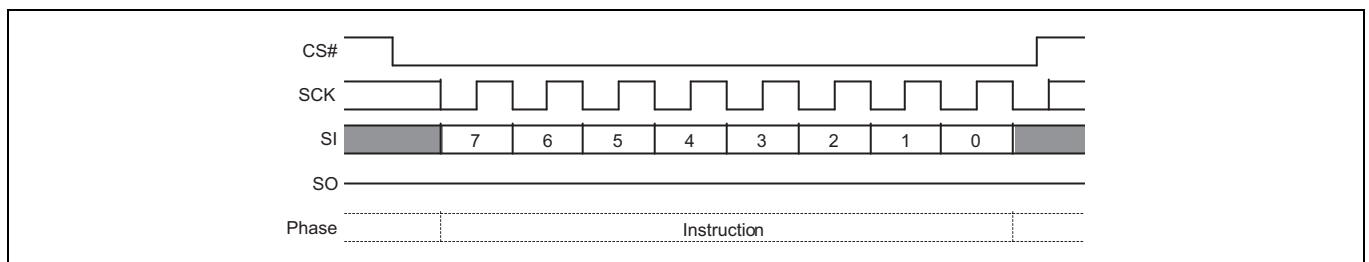 CS#
SCK
SI 7 6 5 4 3 2 1 0
SO
Phase Instruction